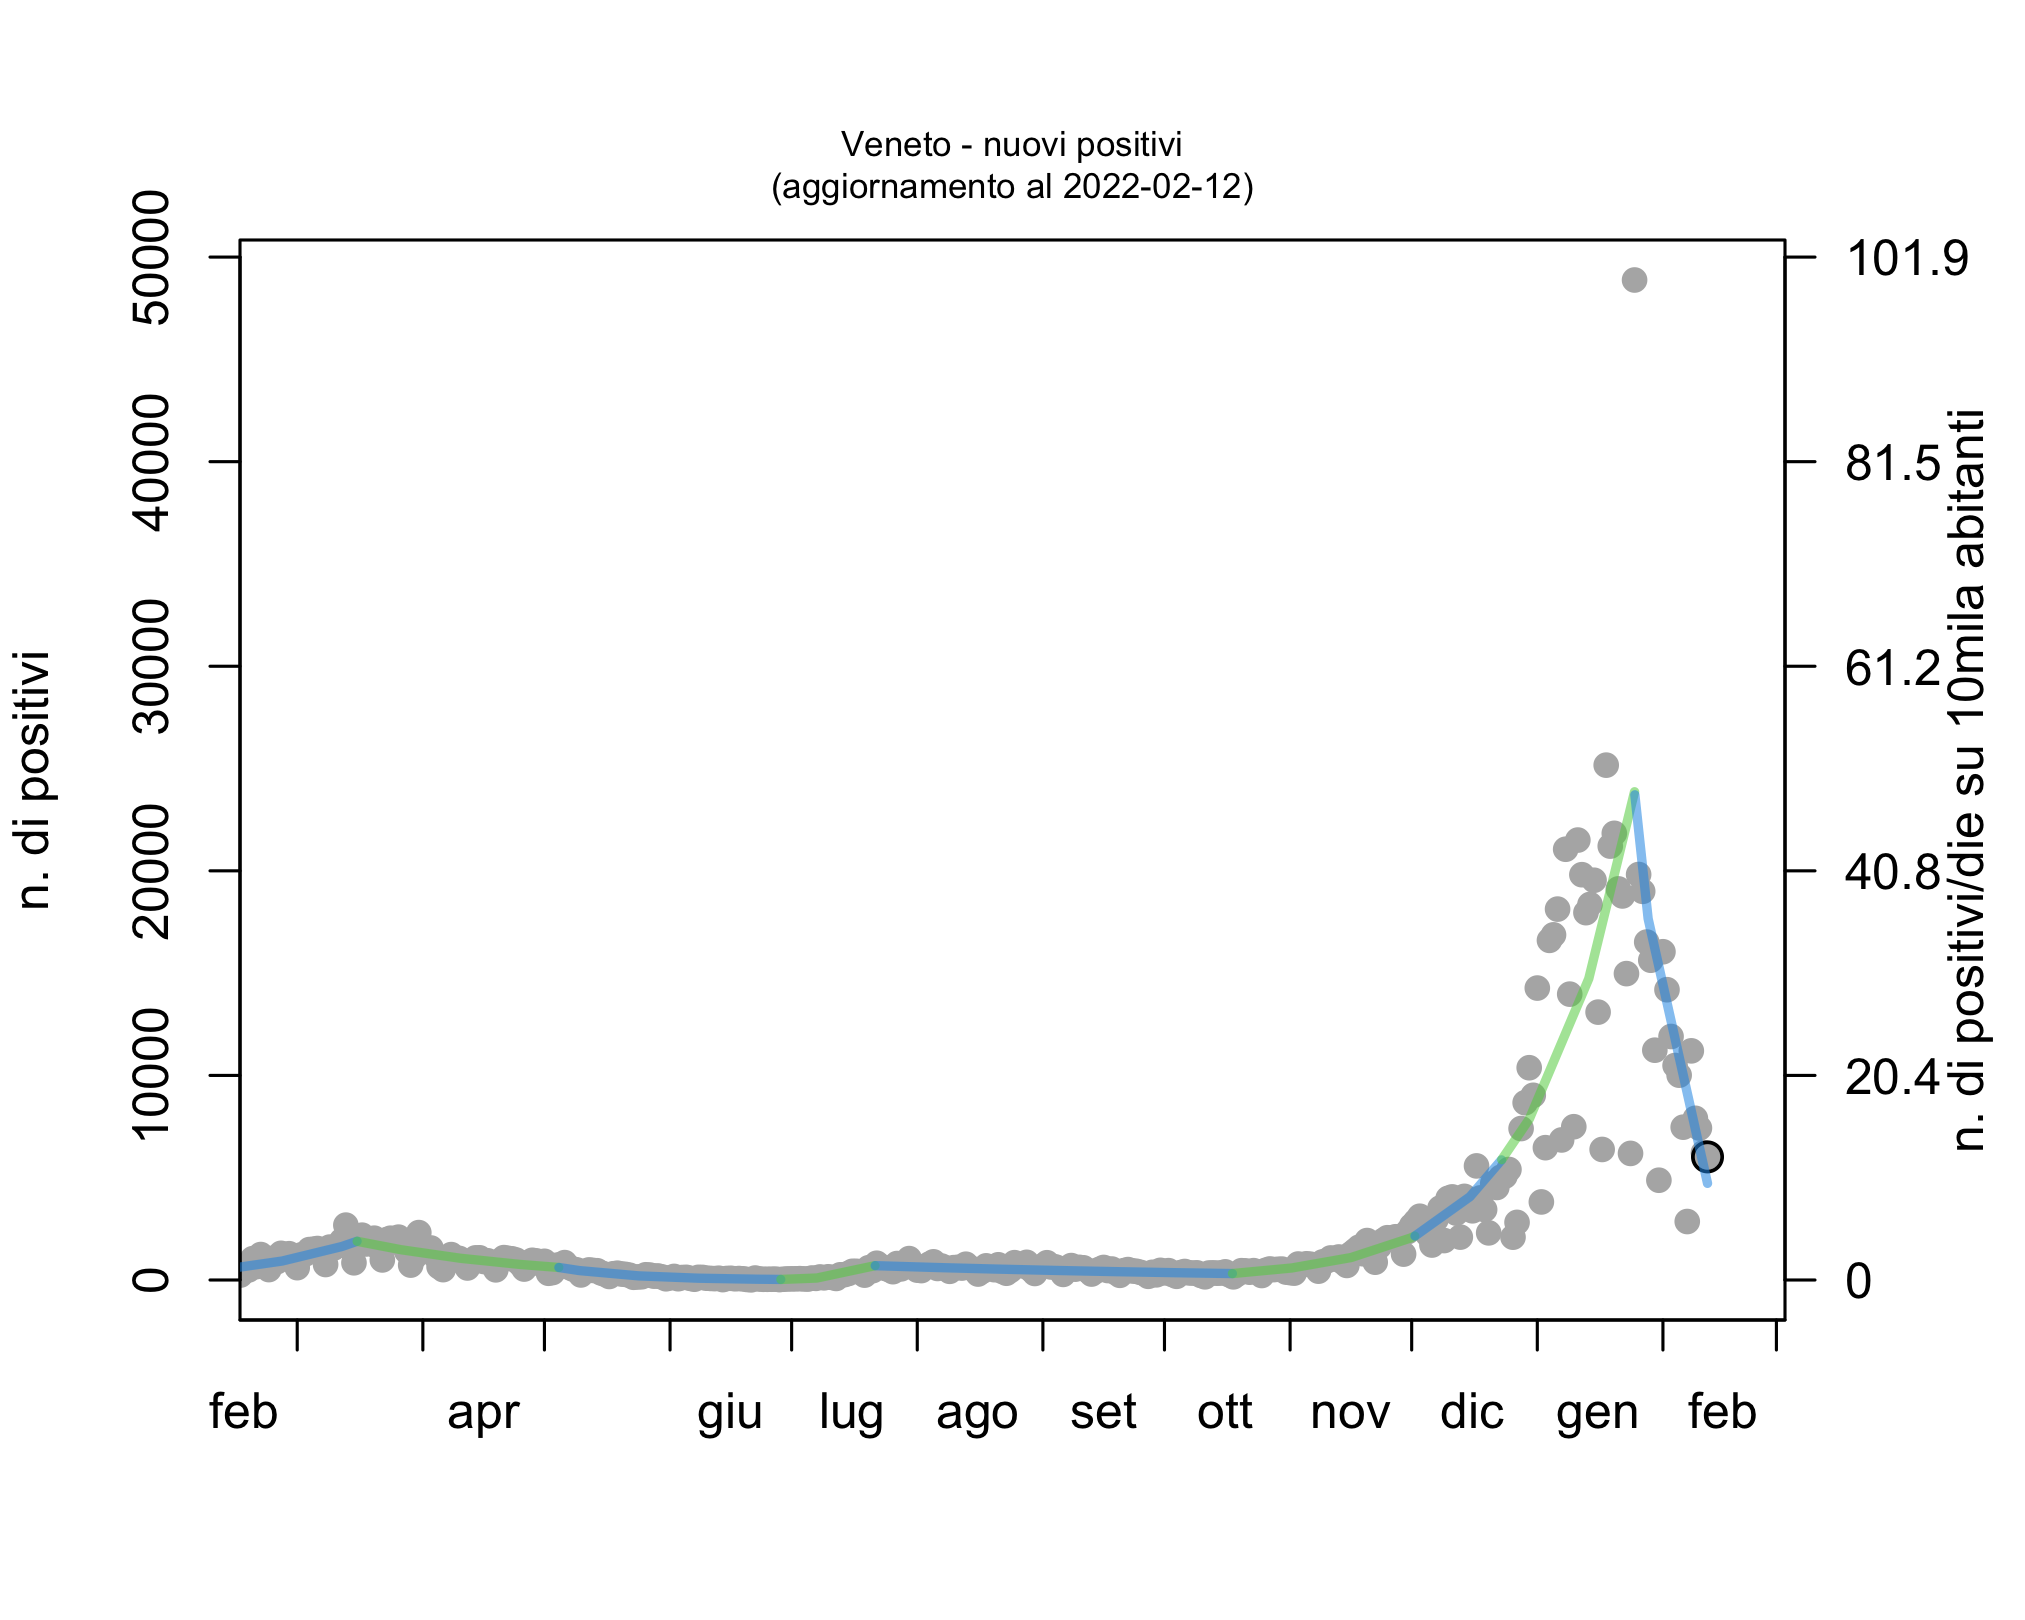 Veneto - nuovi positivi
(aggiornamento al 2022-02-12)
n. di positivi
50000
40000
30000
20000
10000
0
101.9
81.5
61.2
40.8
20.4
0
n. di positivi/die su 10mila abitanti
feb apr giu lug ago set ott nov dic gen feb